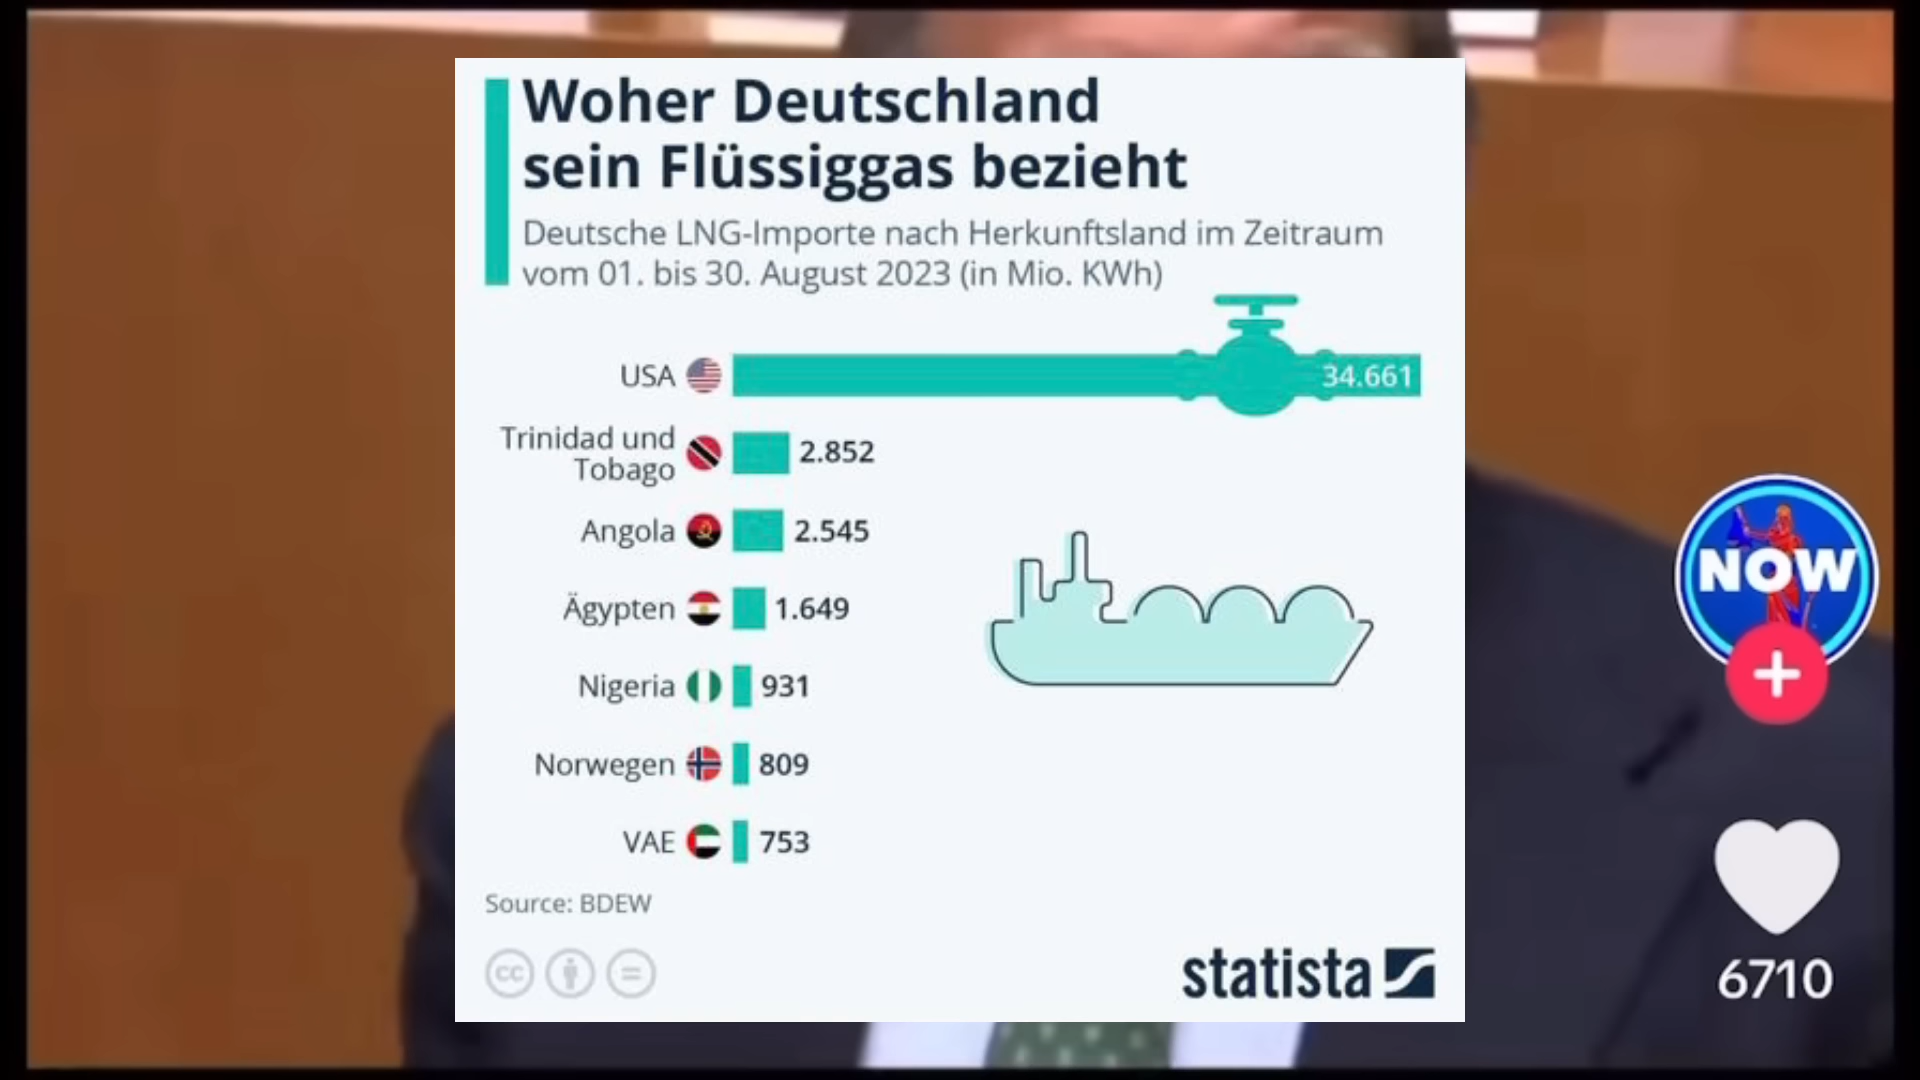 Woher Deutschland
sein Flüssiggas bezieht
Deutsche LNG-Importe nach Herkunftsland im Zeitraum
vom 01. bis 30. August 2023 (in Mio. KWh)
USA 34.661
Trinidad und
Tobago 2.852
Angola 2.545
Ägypten 1.649
Nigeria 931
Norwegen 809
VAE 753
Source: BDEW
cc
statista
NOW
6710